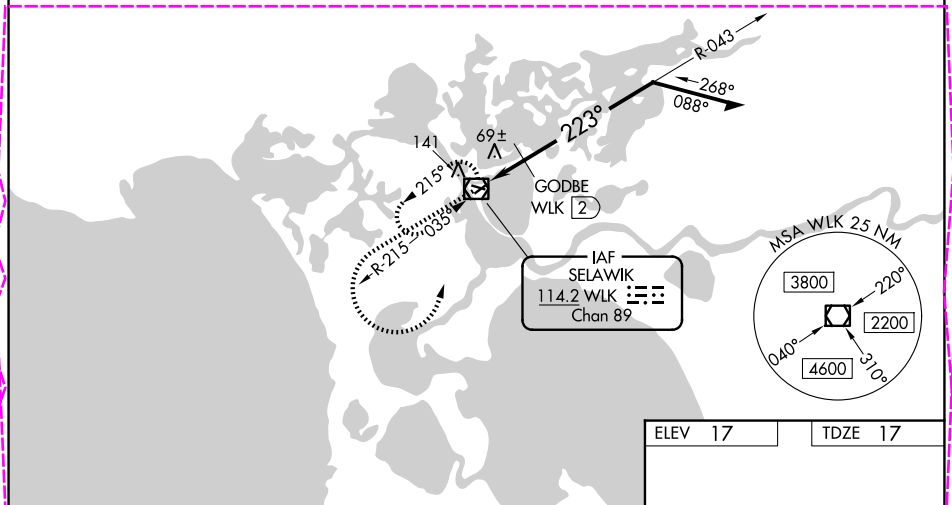 R-043
268°
088°
223°
69±
141
215°
GODBE
WLK 2
R-215
035°
IAF
SELAWIK
114.2 WLK
Chan 89
MSA WLK 25 NM
3800
220°
2200
040°
4600
310°
ELEV 17
TDZE 17